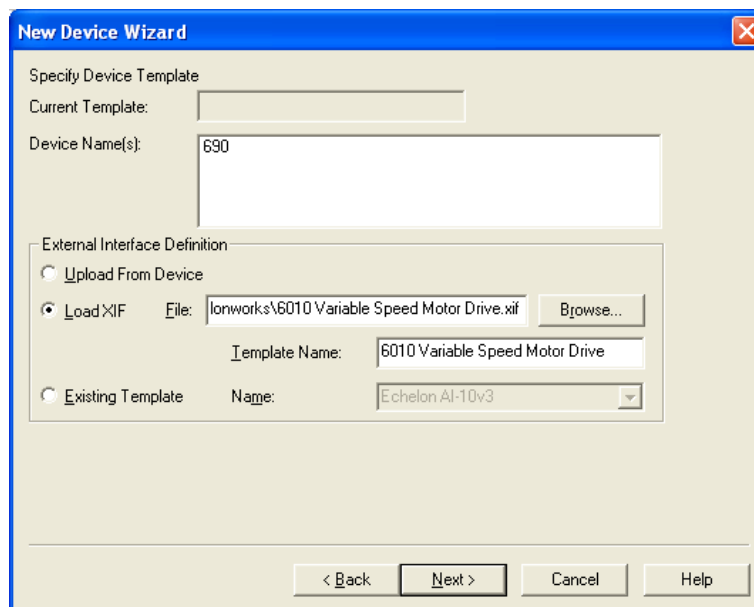 New Device Wizard
Specify Device Template
Current Template:
Device Name(s): 690
External Interface Definition
Upload From Device
Load XIF File: lonworks\6010 Variable Speed Motor Drive.xif Browse...
Template Name: 6010 Variable Speed Motor Drive
Existing Template Name: Echelon AI-10v3
< Back Next > Cancel Help